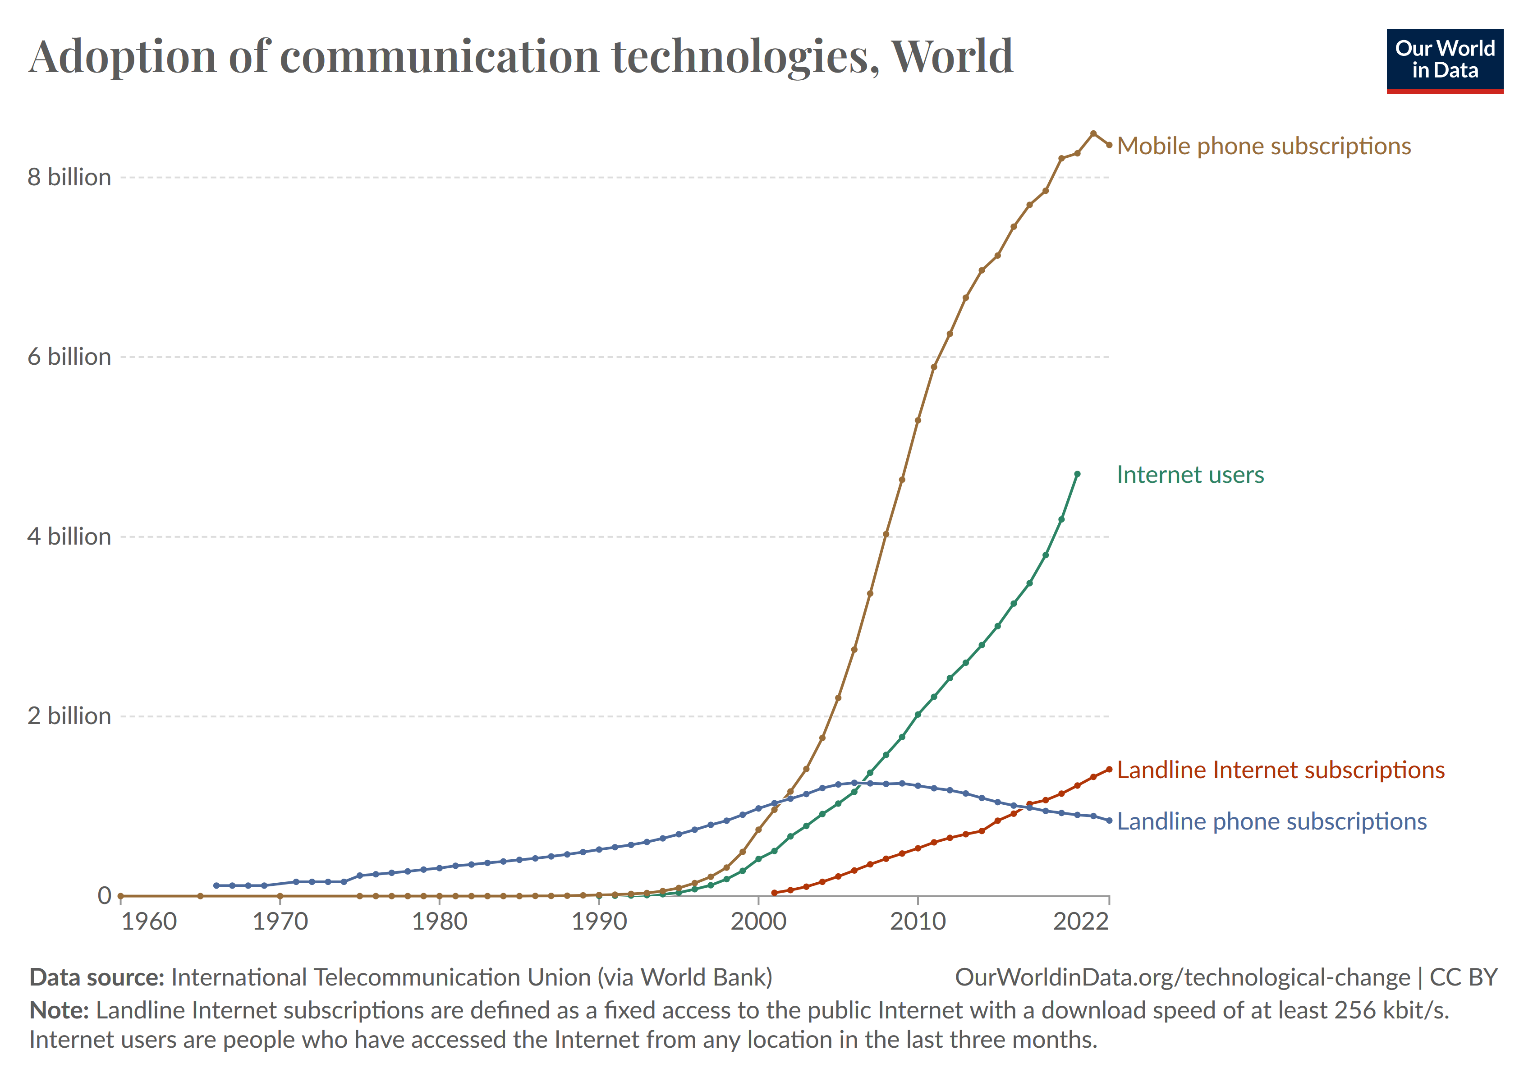 Adoption of communication technologies, World
Our World
in Data
8 billion
6 billion
4 billion
2 billion
0
Mobile phone subscriptions
Internet users
Landline Internet subscriptions
Landline phone subscriptions
1960 1970 1980 1990 2000 2010 2022
Data source: International Telecommunication Union (via World Bank)
OurWorldinData.org/technological-change | CC BY
Note: Landline Internet subscriptions are defined as a fixed access to the public Internet with a download speed of at least 256 kbit/s.
Internet users are people who have accessed the Internet from any location in the last three months.